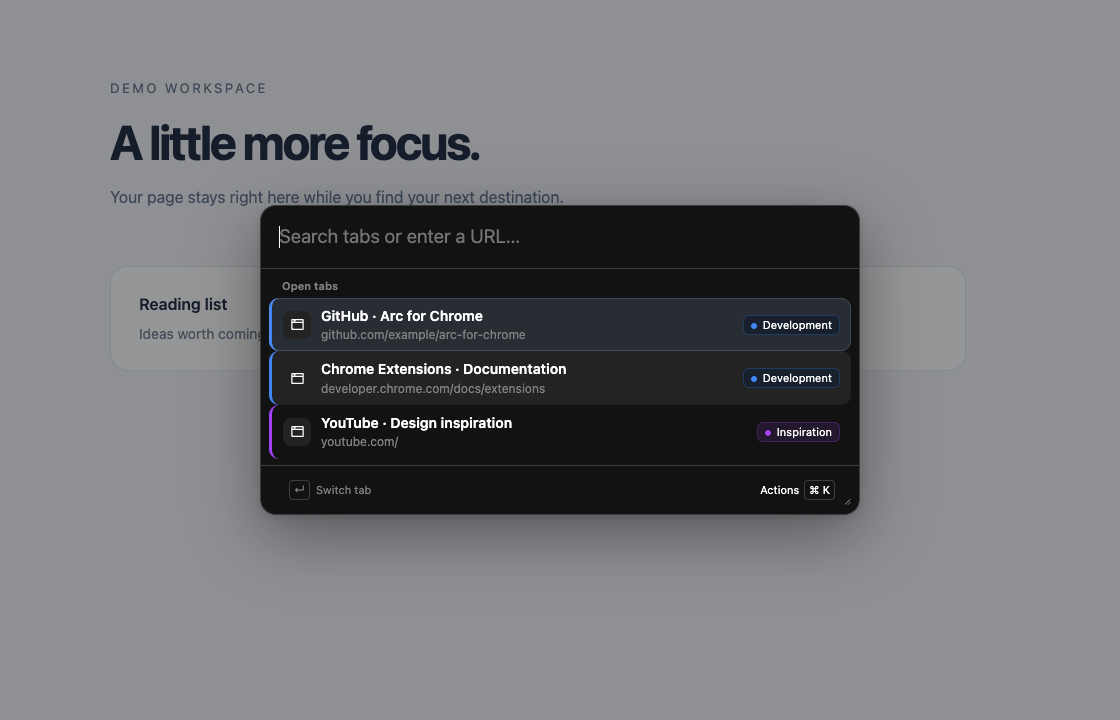 DEMO WORKSPACE
A little more focus.
Your page stays right here while you find your next destination.
Search tabs or enter a URL...
Open tabs
Reading list
Ideas worth coming
GitHub · Arc for Chrome
github.com/example/arc-for-chrome
Development
Chrome Extensions · Documentation
developer.chrome.com/docs/extensions
Development
YouTube · Design inspiration
youtube.com/
Inspiration
↵ Switch tab
Actions ⌘ K